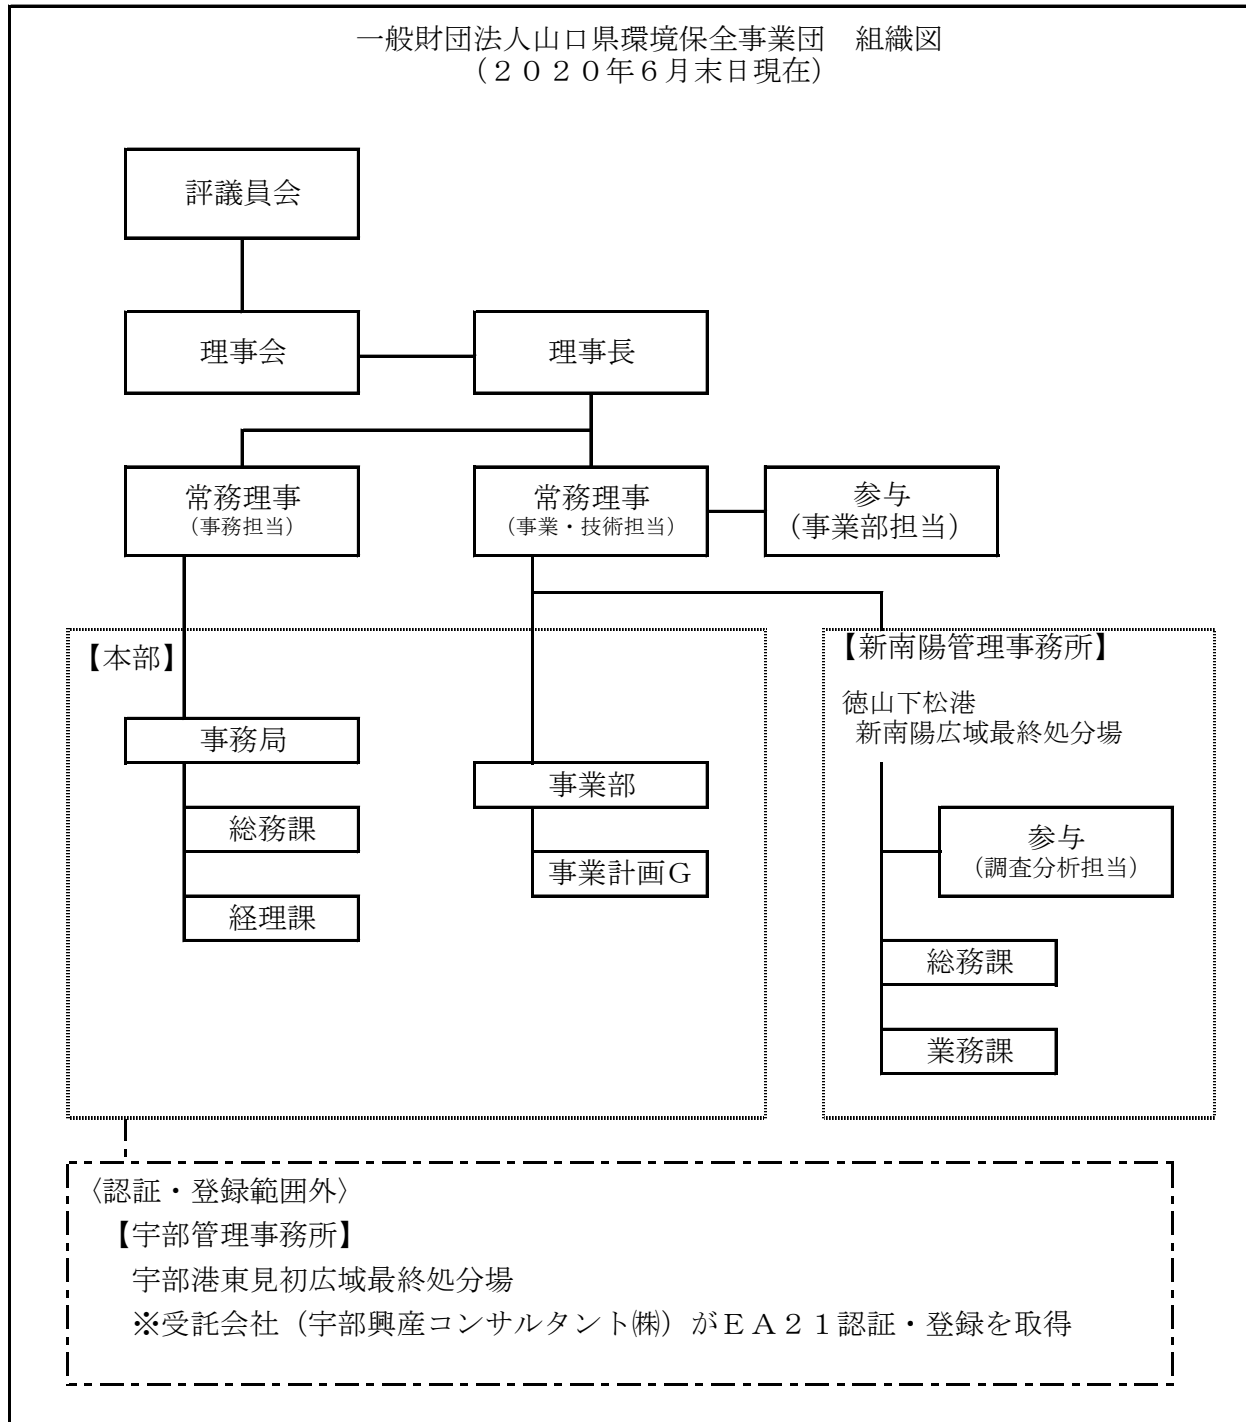 一般財団法人山口県環境保全事業団　組織図
（２０２０年６月末日現在）
評議員会
理事会
理事長
常務理事
（事務担当）
常務理事
（事業・技術担当）
参与
（事業部担当）
【本部】
事務局
総務課
経理課
事業部
事業計画Ｇ
【新南陽管理事務所】
徳山下松港
新南陽広域最終処分場
参与
（調査分析担当）
総務課
業務課
〈認証・登録範囲外〉
【宇部管理事務所】
宇部港東見初広域最終処分場
※受託会社（宇部興産コンサルタント㈱）がＥＡ２１認証・登録を取得